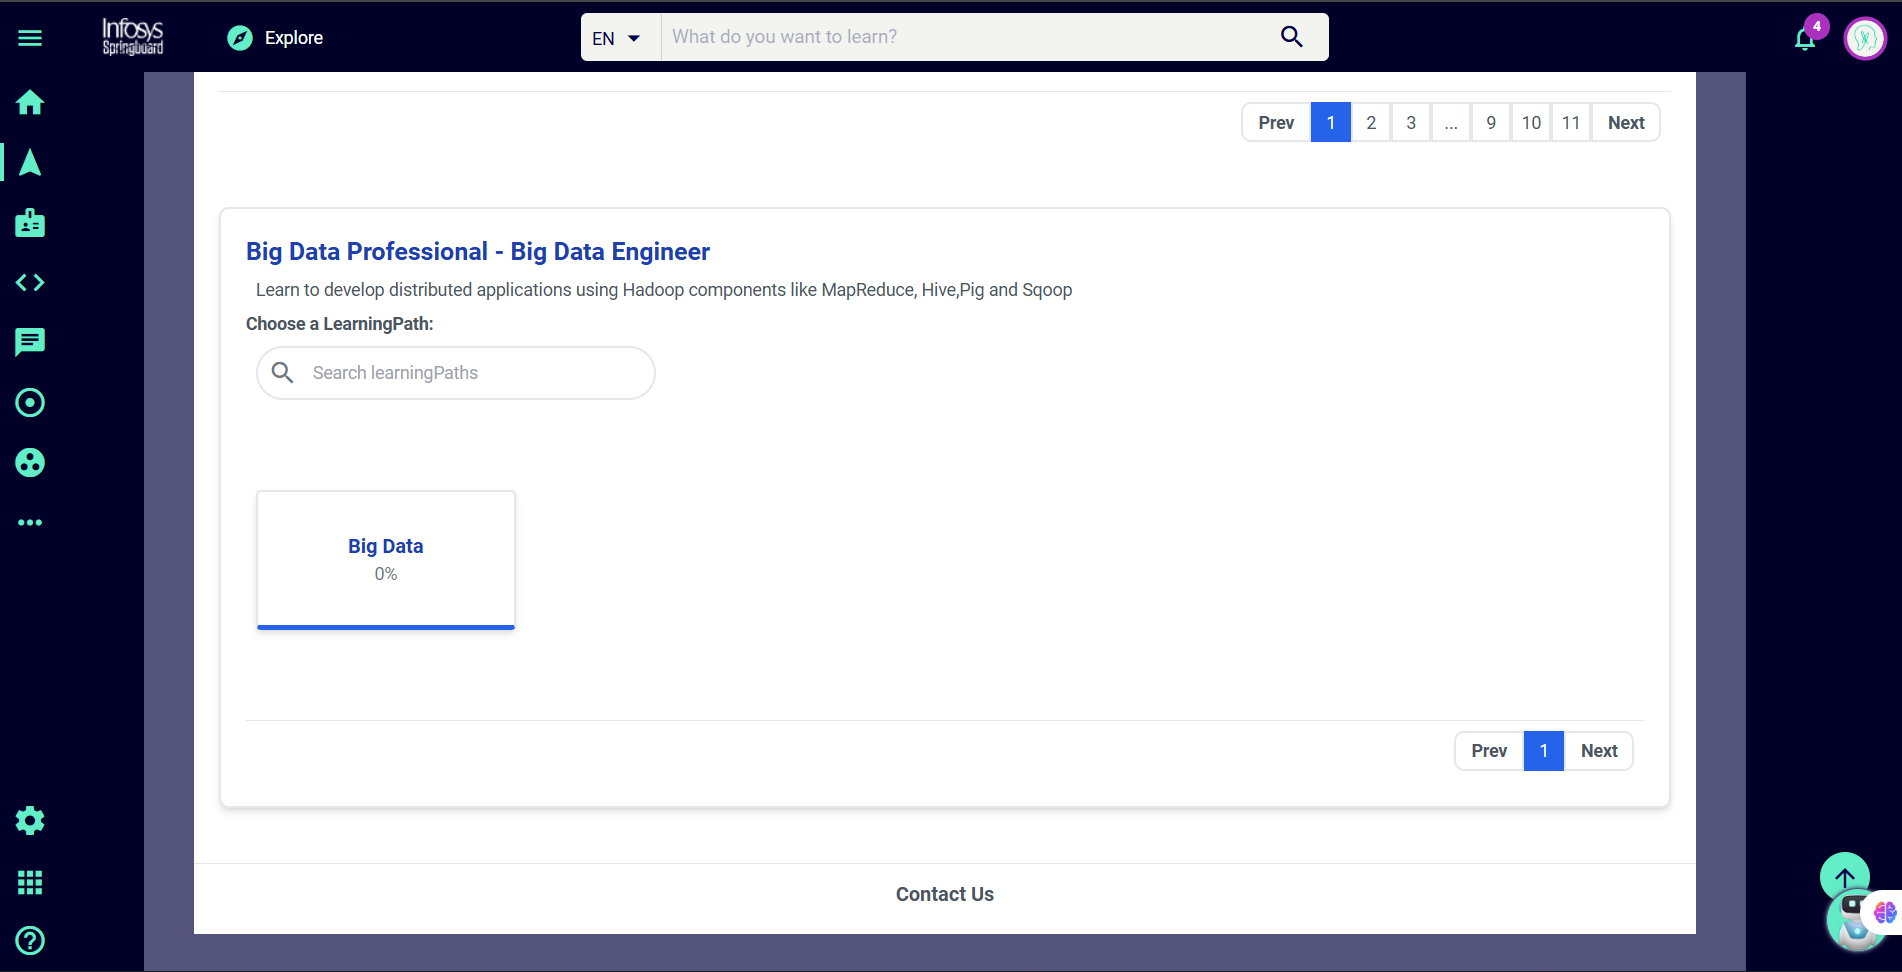 Infosys
Springboard
Explore
EN
What do you want to learn?
4
Prev 1 2 3 ... 9 10 11 Next
Big Data Professional - Big Data Engineer
Learn to develop distributed applications using Hadoop components like MapReduce, Hive,Pig and Sqoop
Choose a LearningPath:
Search learningPaths
Big Data
0%
Prev 1 Next
Contact Us